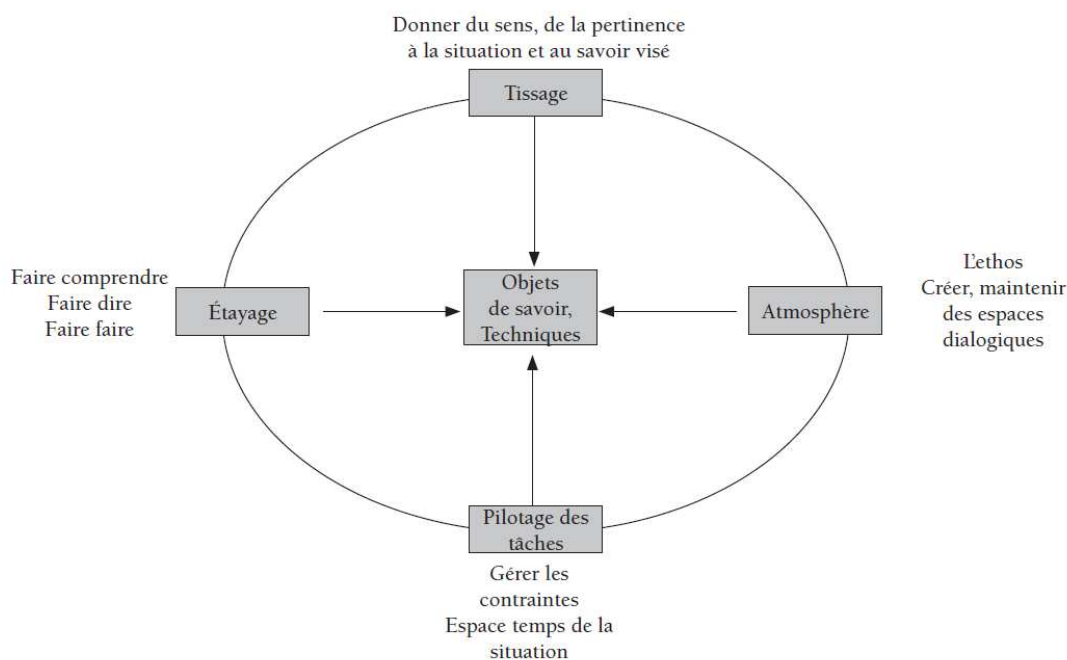 Donner du sens, de la pertinence
à la situation et au savoir visé
Tissage
Faire comprendre
Faire dire
Faire faire
Étayage
Objets
de savoir,
Techniques
Atmosphère
L'ethos
Créer, maintenir
des espaces
dialogiques
Pilotage des
tâches
Gérer les
contraintes
Espace temps de la
situation